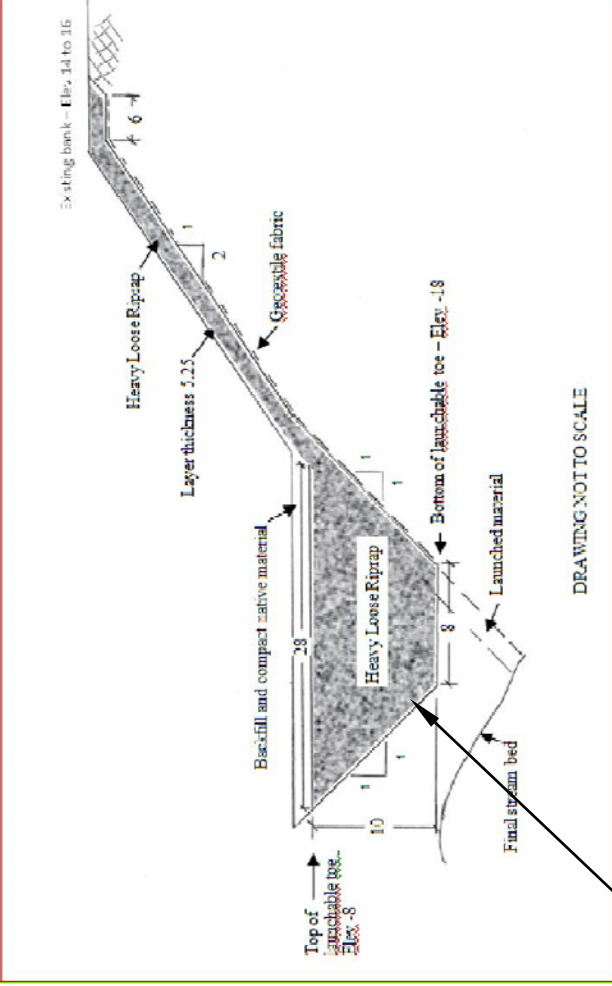 Existing bank – Elev 14 to 16
6
Heavy Loose Riprap
1
2
Layer thickness 5.25
Geotextile fabric
Backfill and compact native material
28
1
1
Bottom of launchable toe – Elev -18
Heavy Loose Riprap
8
Launched material
1
1
10
Final stream bed
Top of
launchable toe
Elev -8
DRAWING NOT TO SCALE